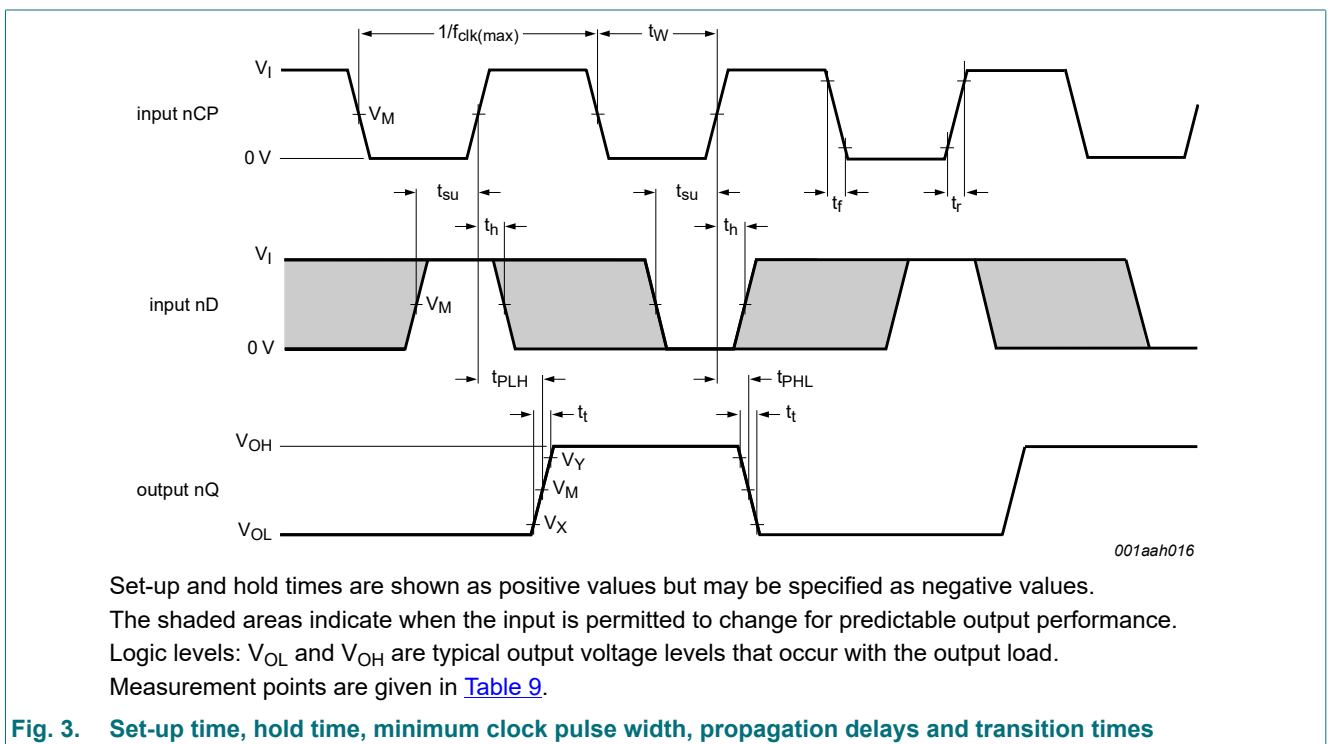 1/fclk(max)
tW
VI
input nCP
VM
0 V
tsu
tsu
tf
tr
th
th
VI
input nD
VM
0 V
tPLH
tPHL
tt
tt
VOH
VY
output nQ
VM
VX
VOL
001aah016
Set-up and hold times are shown as positive values but may be specified as negative values.
The shaded areas indicate when the input is permitted to change for predictable output performance.
Logic levels: VOL and VOH are typical output voltage levels that occur with the output load.
Measurement points are given in Table 9.
Fig. 3. Set-up time, hold time, minimum clock pulse width, propagation delays and transition times